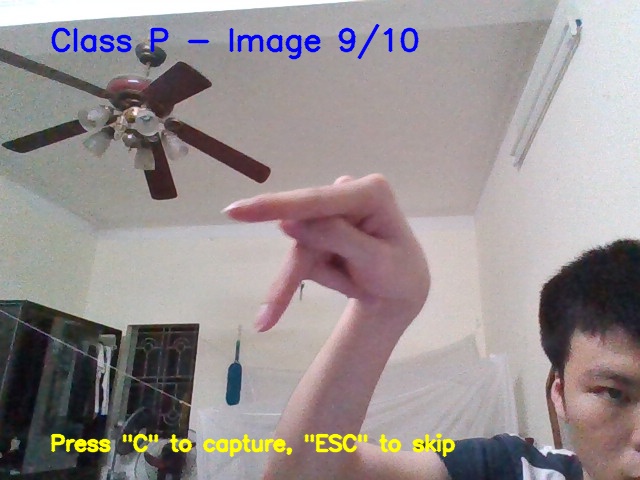 Class P - Image 9/10
Press "C" to capture, "ESC" to skip